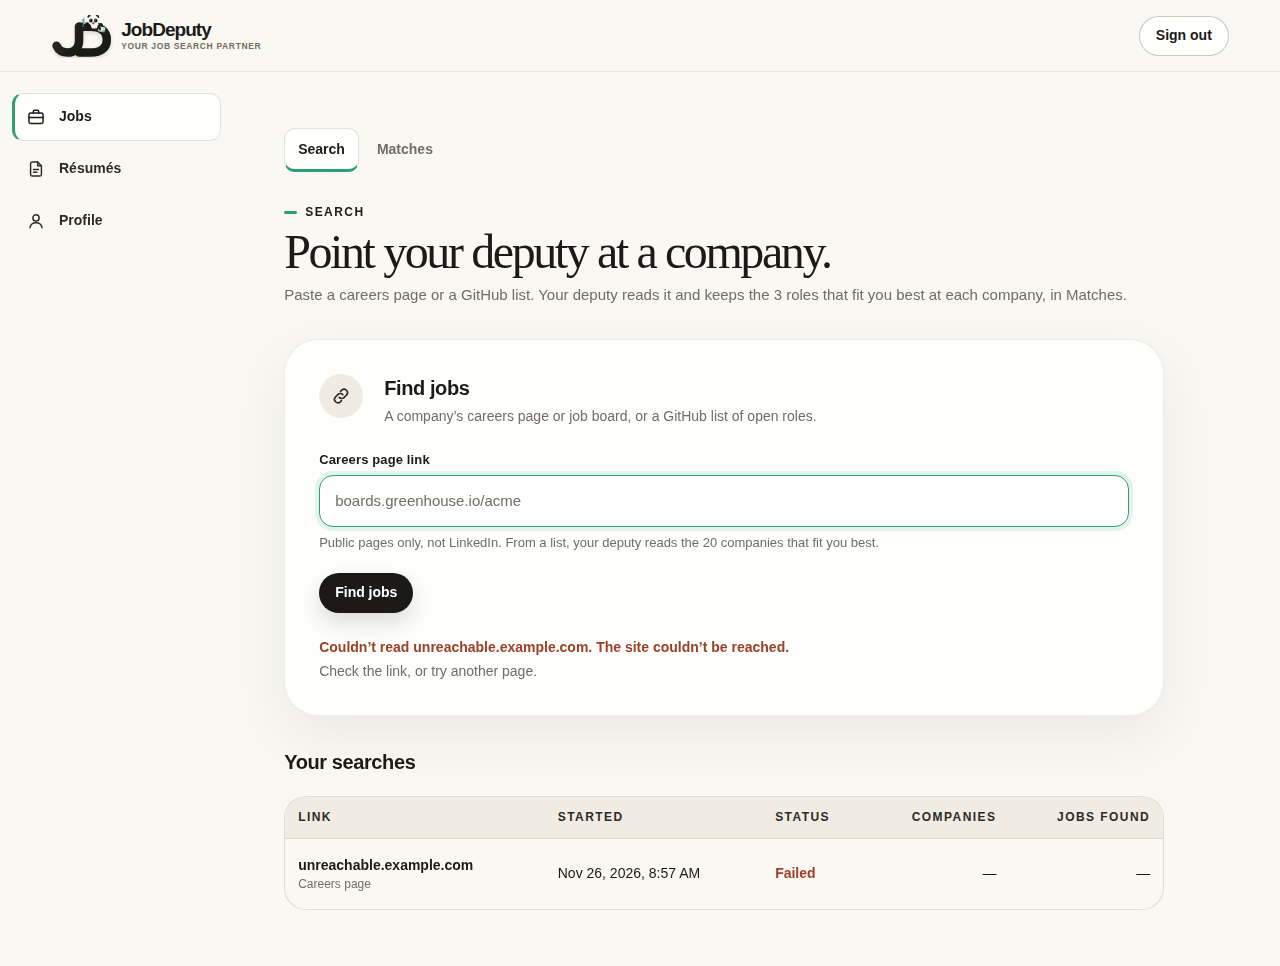 JobDeputy
YOUR JOB SEARCH PARTNER
Sign out
Jobs
Résumés
Profile
Search
Matches
SEARCH
Point your deputy at a company.
Paste a careers page or a GitHub list. Your deputy reads it and keeps the 3 roles that fit you best at each company, in Matches.
Find jobs
A company’s careers page or job board, or a GitHub list of open roles.
Careers page link
boards.greenhouse.io/acme
Public pages only, not LinkedIn. From a list, your deputy reads the 20 companies that fit you best.
Find jobs
Couldn’t read unreachable.example.com. The site couldn’t be reached.
Check the link, or try another page.
Your searches
LINK STARTED STATUS COMPANIES JOBS FOUND
unreachable.example.com
Careers page
Nov 26, 2026, 8:57 AM
Failed
—
—